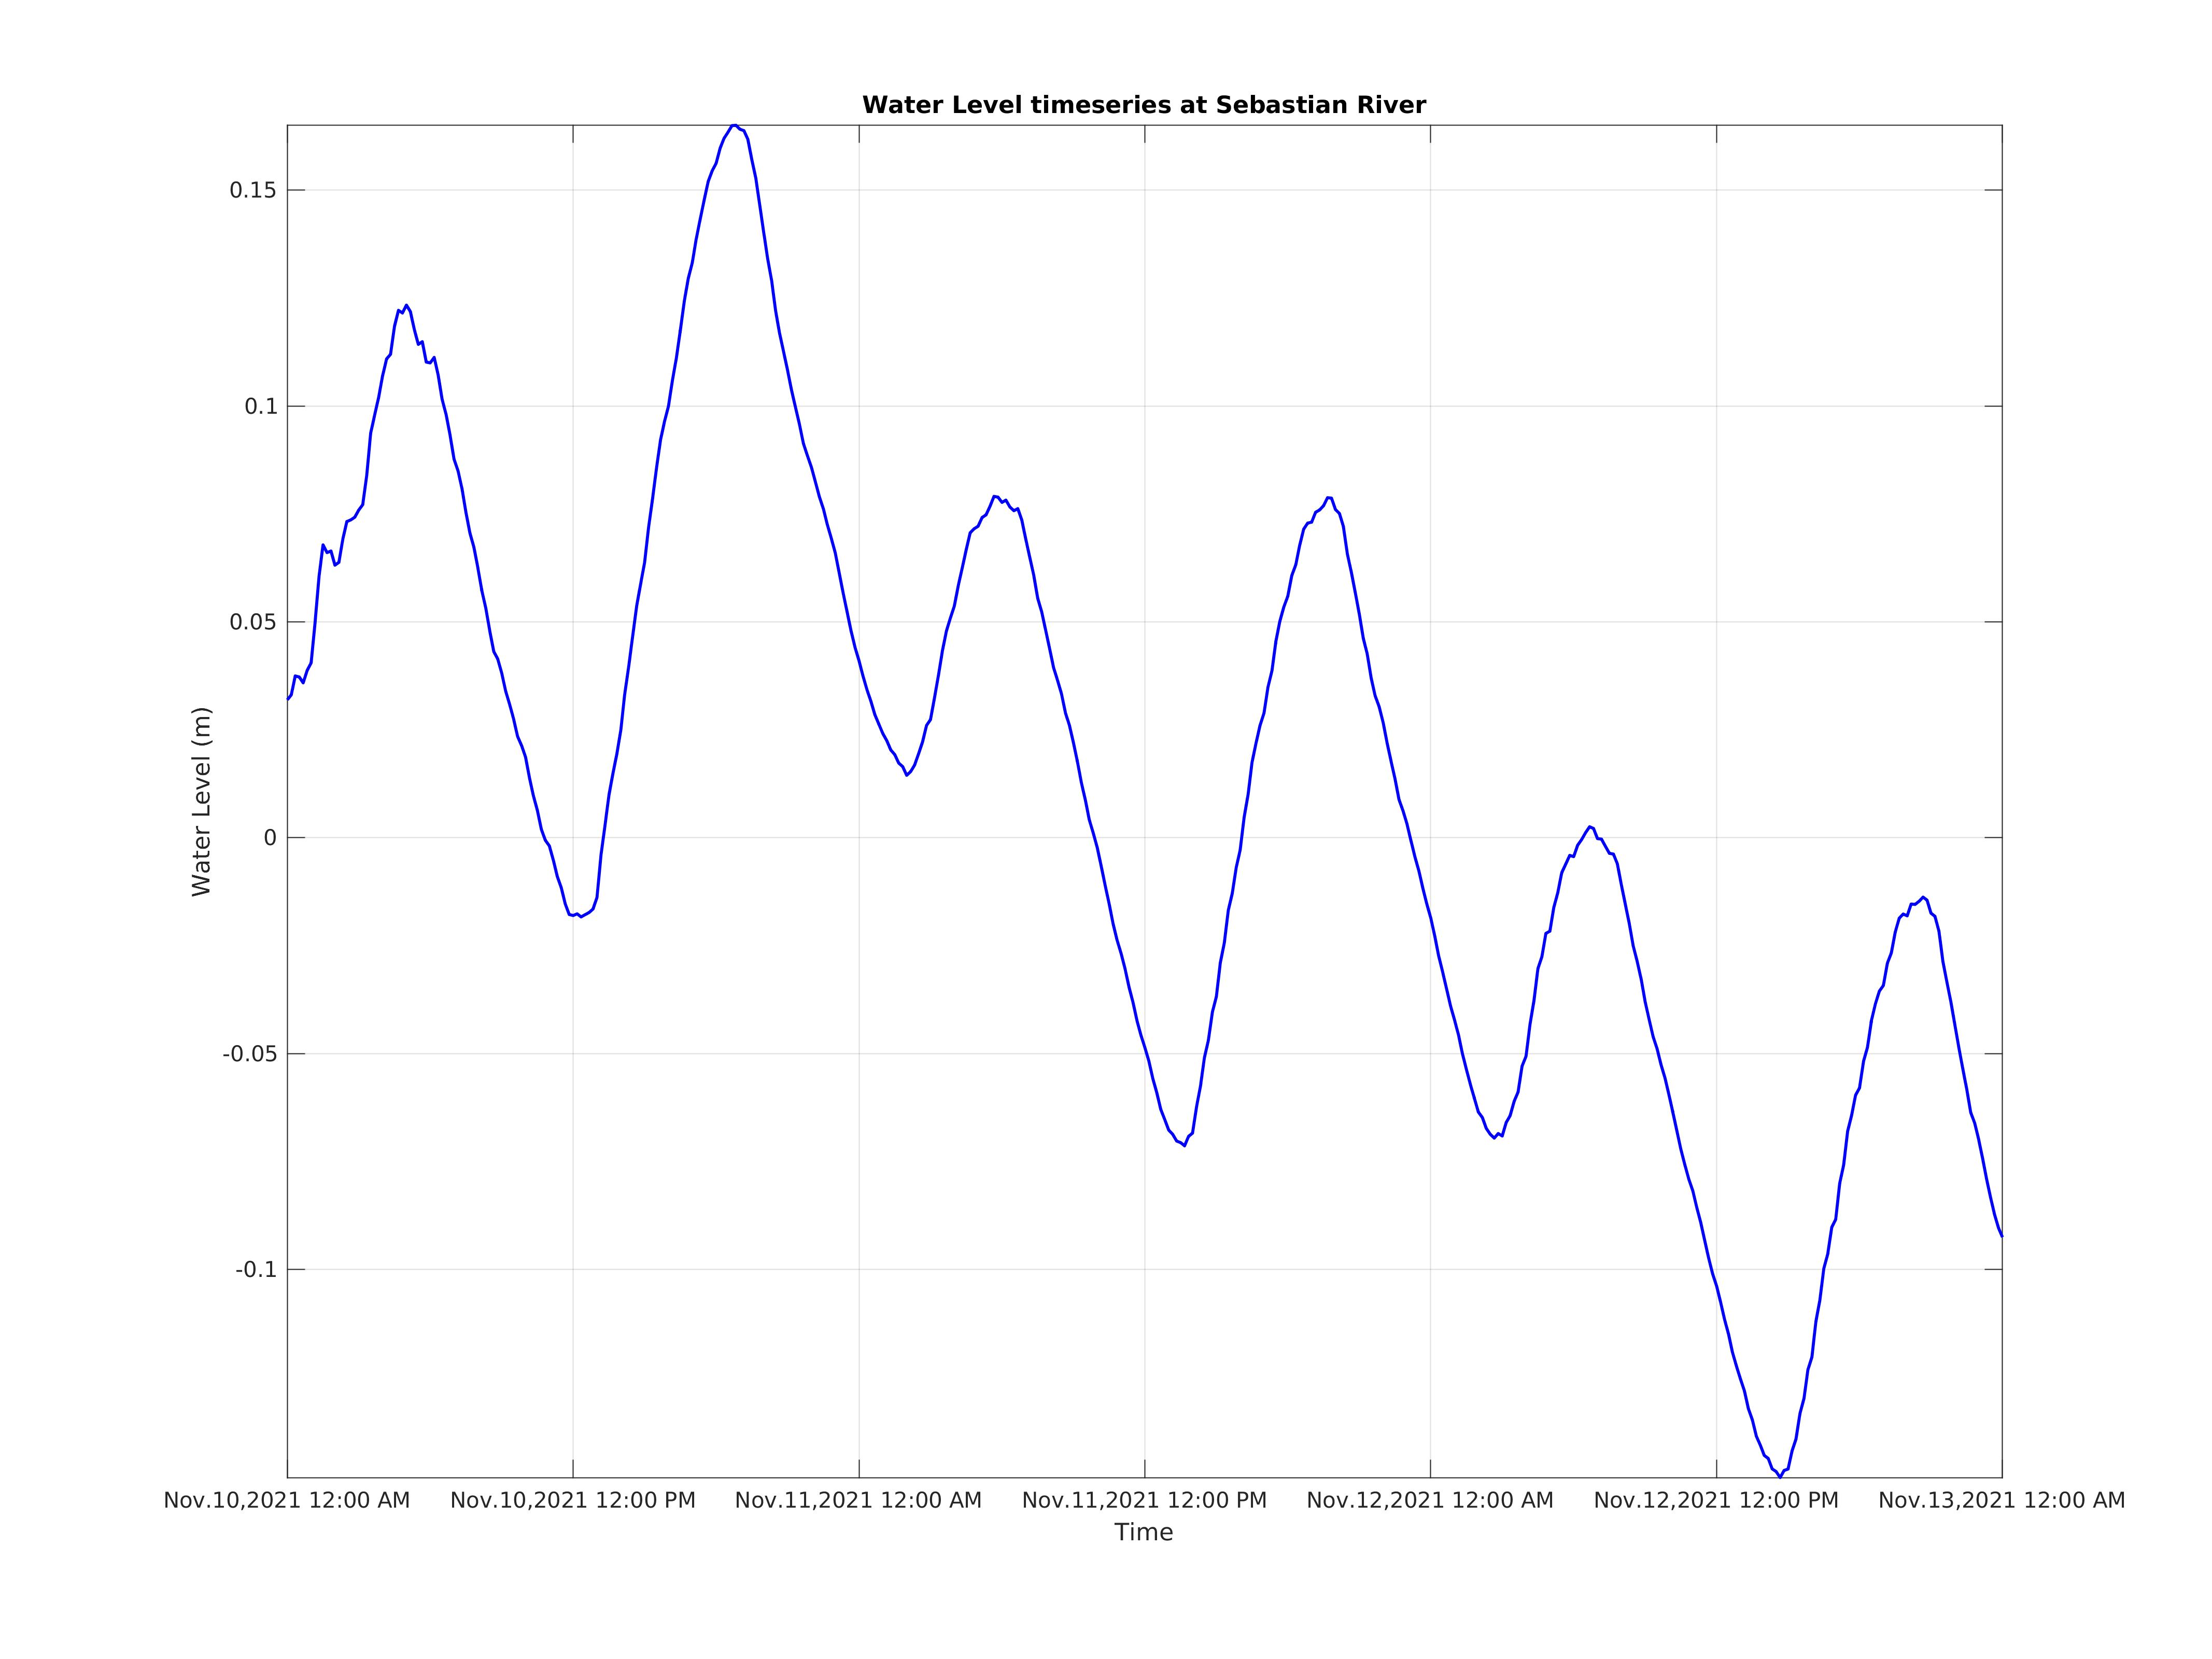 Water Level timeseries at Sebastian River
0.15
0.1
0.05
0
-0.05
-0.1
Water Level (m)
Nov.10,2021 12:00 AM Nov.10,2021 12:00 PM Nov.11,2021 12:00 AM Nov.11,2021 12:00 PM Nov.12,2021 12:00 AM Nov.12,2021 12:00 PM Nov.13,2021 12:00 AM
Time